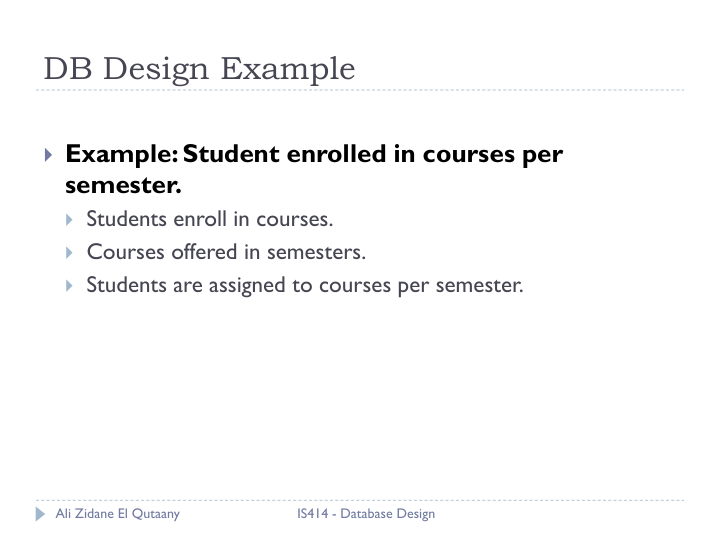 DB Design Example
Example: Student enrolled in courses per
semester.
Students enroll in courses.
Courses offered in semesters.
Students are assigned to courses per semester.
Ali Zidane El Qutaany
IS414 - Database Design